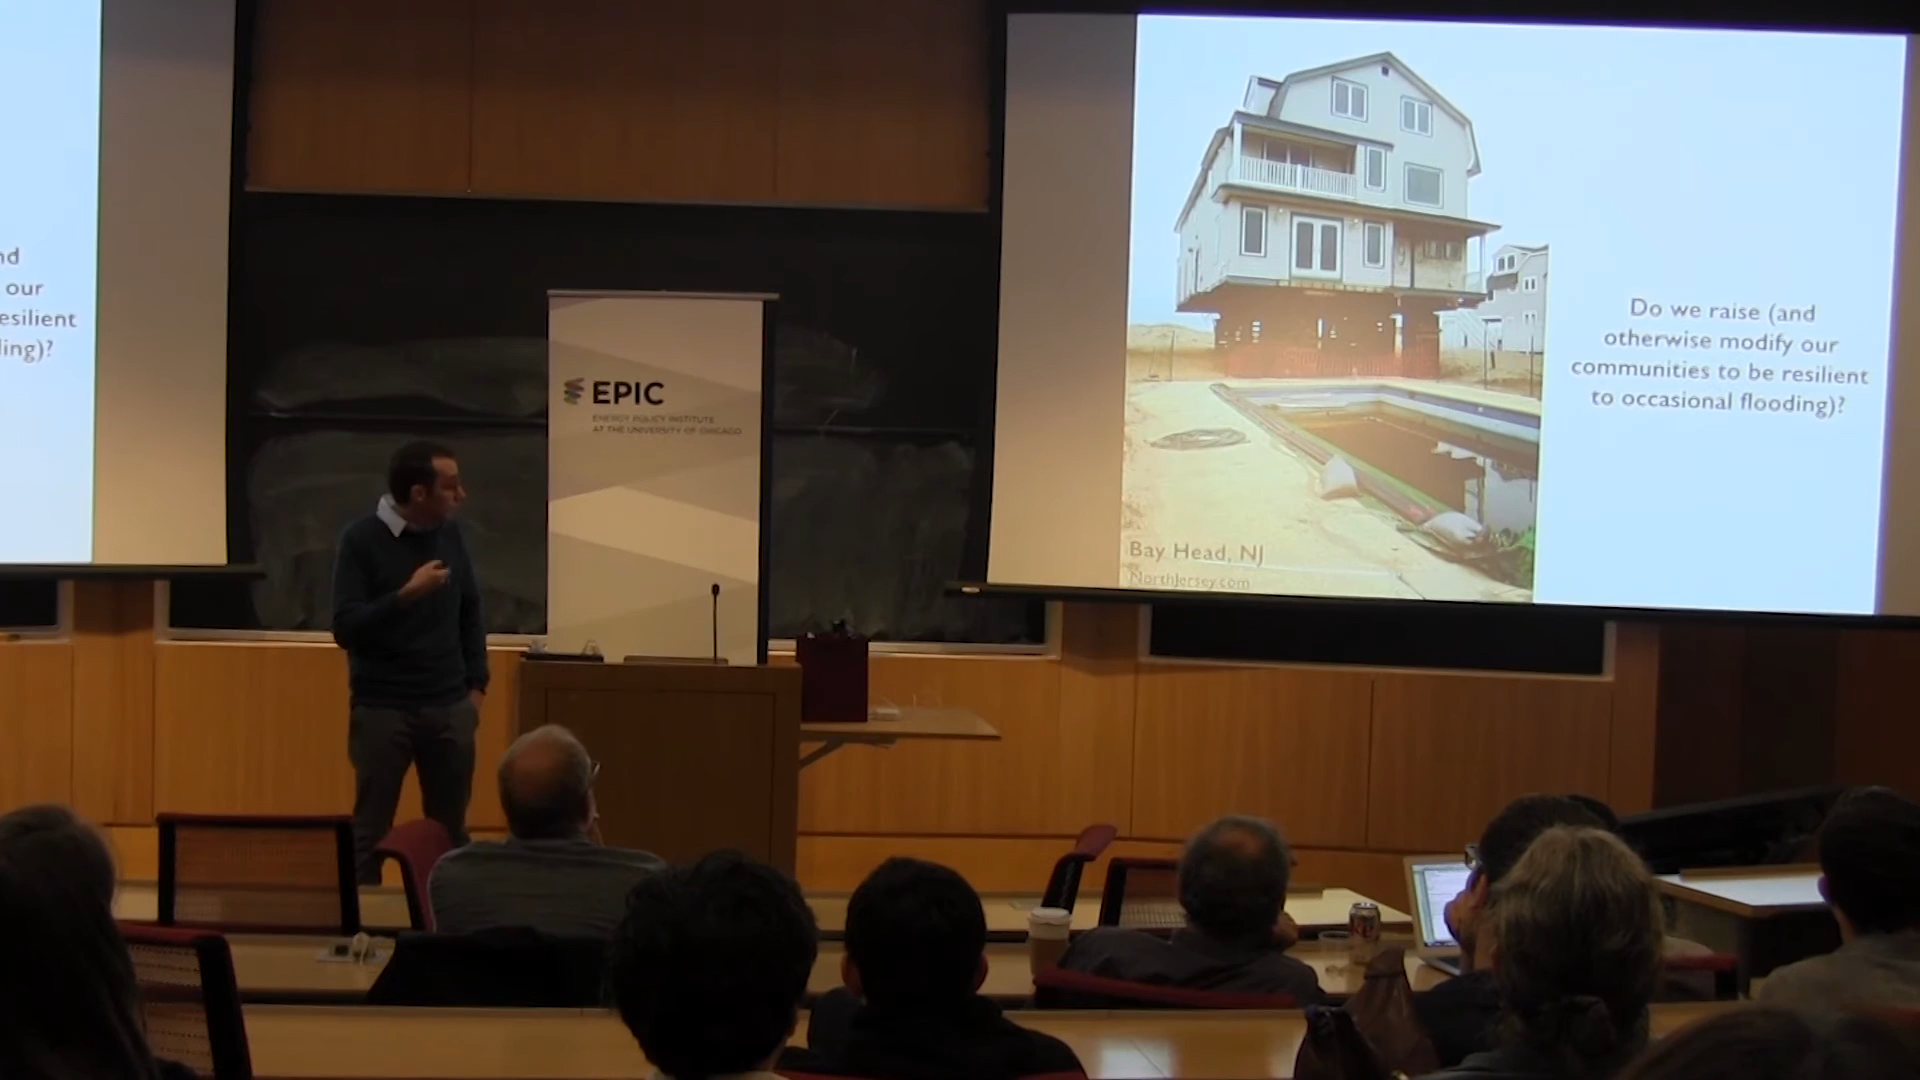 nd
our
esilient
ling)?
EPIC
ENERGY POLICY INSTITUTE
AT THE UNIVERSITY OF CHICAGO
Do we raise (and
otherwise modify our
communities to be resilient
to occasional flooding)?
Bay Head, NJ
NorthJersey.com